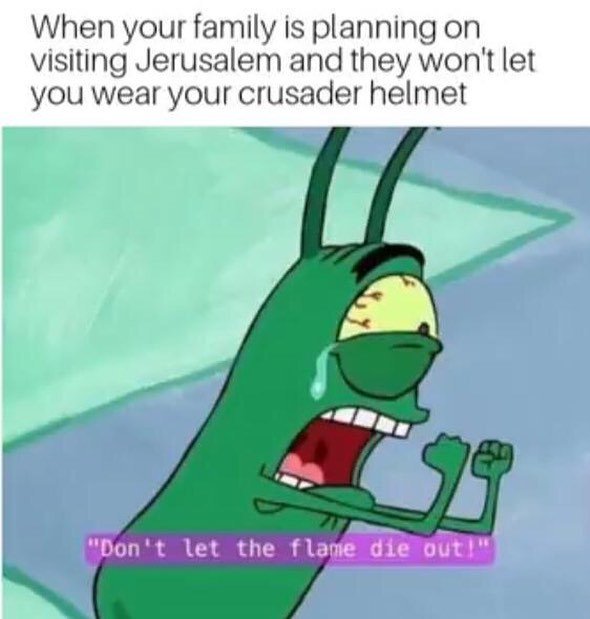 When your family is planning on
visiting Jerusalem and they won't let
you wear your crusader helmet
"Don't let the flame die out!"